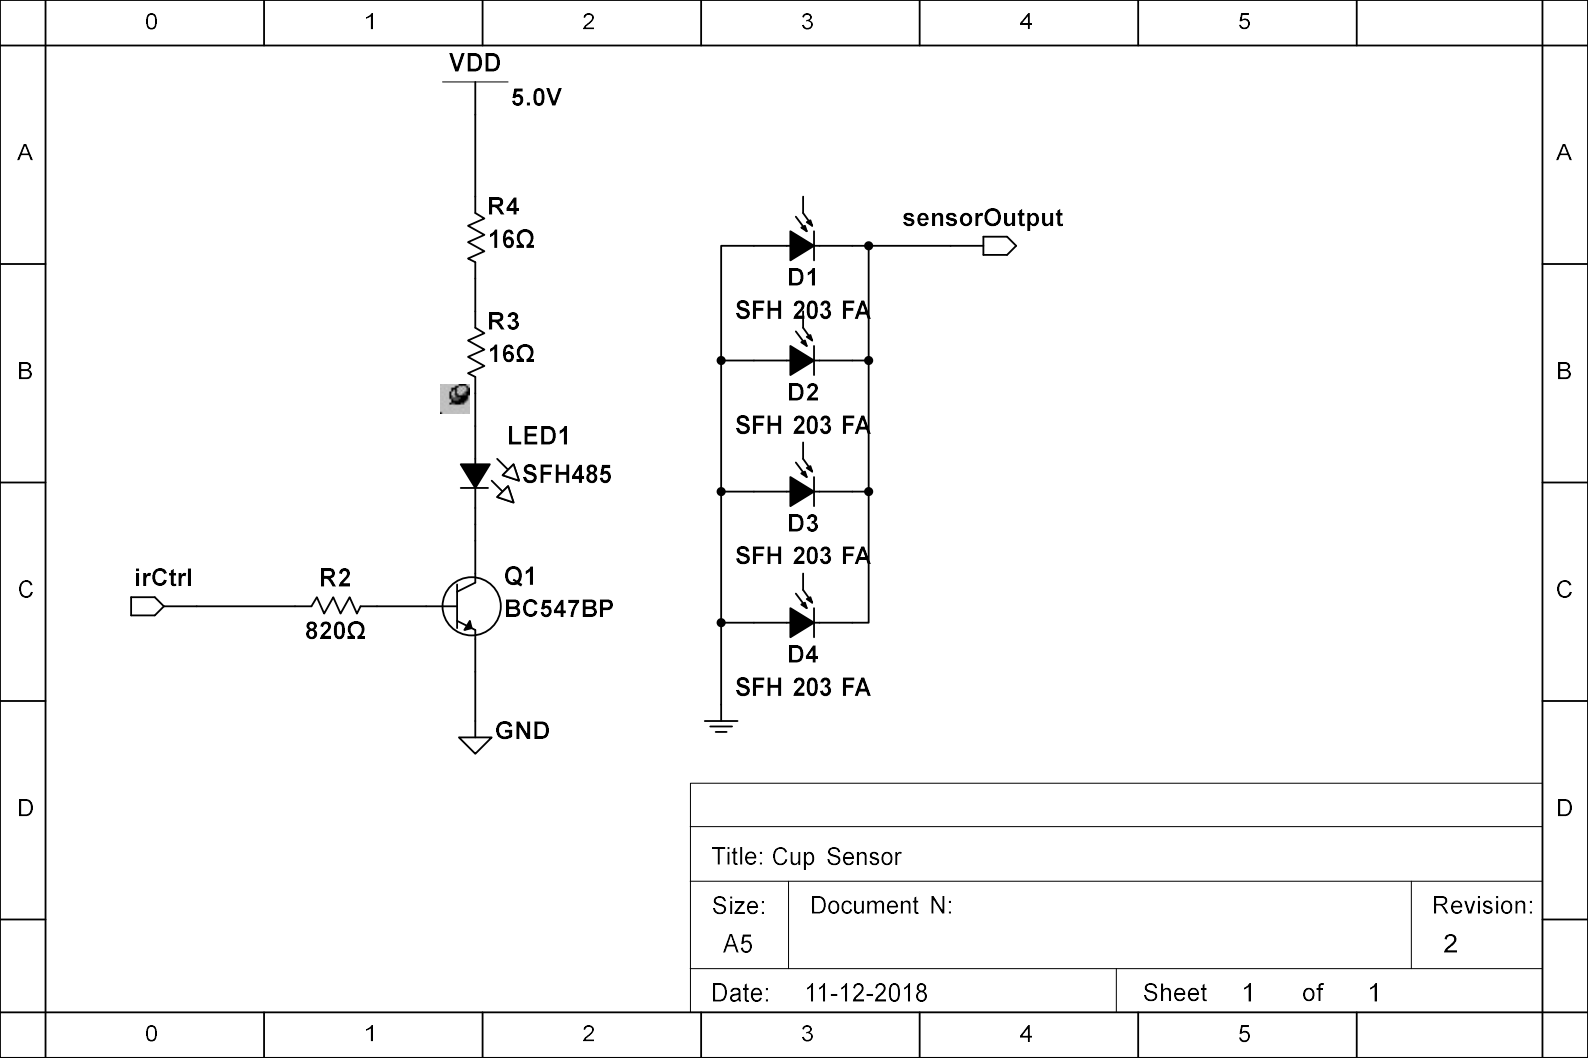 0 1 2 3 4 5
VDD
5.0V
A A
R4
16Ω
sensorOutput
D1
SFH 203 FA
R3
16Ω
B B
D2
SFH 203 FA
LED1
SFH485
D3
SFH 203 FA
irCtrl
R2
820Ω
Q1
BC547BP
C C
D4
SFH 203 FA
GND
D D
Title: Cup Sensor
Size:
A5
Document N:
Revision:
2
Date: 11-12-2018
Sheet 1 of 1
0 1 2 3 4 5